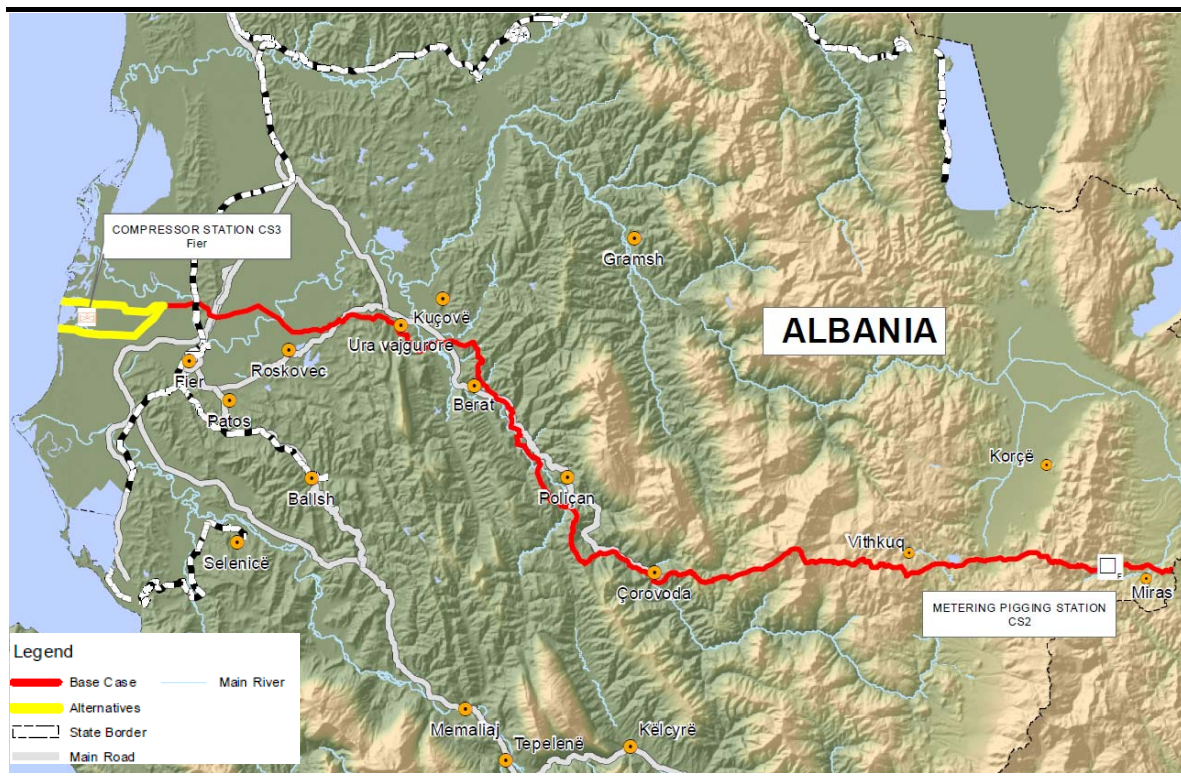 COMPRESSOR STATION CS3
Fier
Gramsh
ALBANIA
Kuçovë
Ura vajgurore
Roskovec
Fier
Berat
Patos
Korçë
Ballsh
Poliçan
Selenicë
Vithkuq
Çorovoda
Miras
F
METERING PIGGING STATION
CS2
Legend
Base Case
Main River
Alternatives
State Border
Main Road
Memaliaj
Tepelenë
Këlcyrë